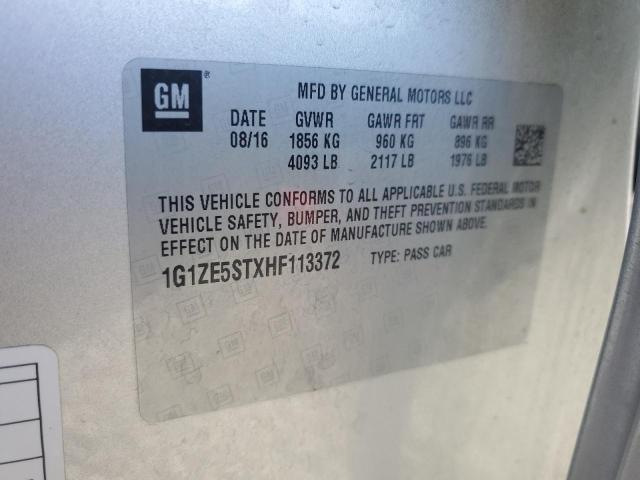 GM
MFD BY GENERAL MOTORS LLC
DATE GVWR GAWR FRT GAWR RR
08/16 1856 KG 960 KG 896 KG
4093 LB 2117 LB 1976 LB
THIS VEHICLE CONFORMS TO ALL APPLICABLE U.S. FEDERAL MOTOR
VEHICLE SAFETY, BUMPER, AND THEFT PREVENTION STANDARDS IN
EFFECT ON THE DATE OF MANUFACTURE SHOWN ABOVE.
1G1ZE5STXHF113372 TYPE: PASS CAR